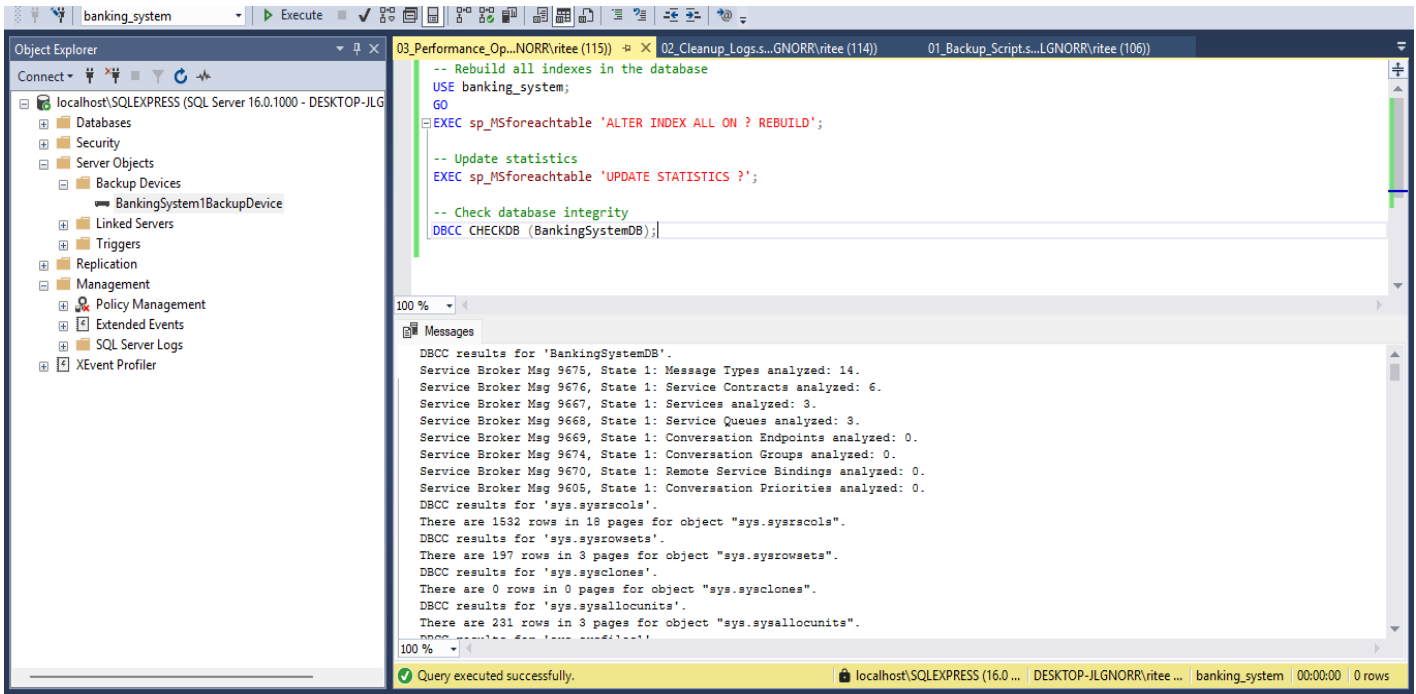 banking_system Execute
Object Explorer
Connect
localhost\SQLEXPRESS (SQL Server 16.0.1000 - DESKTOP-JLG
Databases
Security
Server Objects
Backup Devices
BankingSystem1BackupDevice
Linked Servers
Triggers
Replication
Management
Policy Management
Extended Events
SQL Server Logs
XEvent Profiler
03_Performance_Op...NORR\ritee (115)) 02_Cleanup_Logs.s...GNORR\ritee (114)) 01_Backup_Script.s...LGNORR\ritee (106))
-- Rebuild all indexes in the database
USE banking_system;
GO
EXEC sp_MSforeachtable 'ALTER INDEX ALL ON ? REBUILD';
-- Update statistics
EXEC sp_MSforeachtable 'UPDATE STATISTICS ?';
-- Check database integrity
DBCC CHECKDB (BankingSystemDB);
100 %
Messages
DBCC results for 'BankingSystemDB'.
Service Broker Msg 9675, State 1: Message Types analyzed: 14.
Service Broker Msg 9676, State 1: Service Contracts analyzed: 6.
Service Broker Msg 9667, State 1: Services analyzed: 3.
Service Broker Msg 9668, State 1: Service Queues analyzed: 3.
Service Broker Msg 9669, State 1: Conversation Endpoints analyzed: 0.
Service Broker Msg 9674, State 1: Conversation Groups analyzed: 0.
Service Broker Msg 9670, State 1: Remote Service Bindings analyzed: 0.
Service Broker Msg 9605, State 1: Conversation Priorities analyzed: 0.
DBCC results for 'sys.sysrscols'.
There are 1532 rows in 18 pages for object "sys.sysrscols".
DBCC results for 'sys.sysrowsets'.
There are 197 rows in 3 pages for object "sys.sysrowsets".
DBCC results for 'sys.sysclones'.
There are 0 rows in 0 pages for object "sys.sysclones".
DBCC results for 'sys.sysallocunits'.
There are 231 rows in 3 pages for object "sys.sysallocunits".
DBCC results for 'sys.sysfiles1'.
100 %
Query executed successfully. localhost\SQLEXPRESS (16.0 ... DESKTOP-JLGNORR\ritee ... banking_system 00:00:00 0 rows